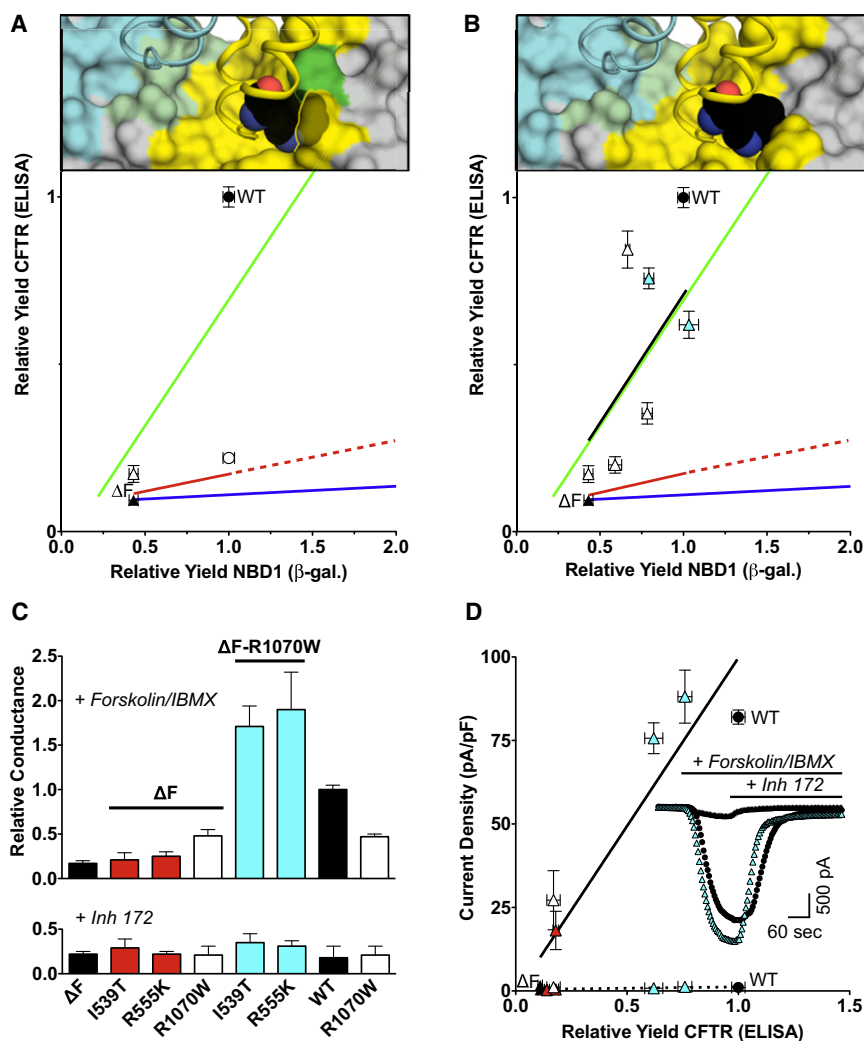 A
B
Relative Yield CFTR (ELISA)
1
0
WT
ΔF
0.0 0.5 1.0 1.5 2.0
Relative Yield NBD1 (β-gal.)
Relative Yield CFTR (ELISA)
1
0
WT
ΔF
0.0 0.5 1.0 1.5 2.0
Relative Yield NBD1 (β-gal.)
C
Relative Conductance
2.5
2.0
1.5
1.0
0.5
0.0
+ Forskolin/IBMX
ΔF
ΔF-R1070W
0.5
0.0
+ Inh 172
ΔF
I539T
R555K
R1070W
I539T
R555K
WT
R1070W
D
Current Density (pA/pF)
100
75
50
25
0
WT
+ Forskolin/IBMX
+ Inh 172
500 pA
60 sec
ΔF
WT
0.0 0.5 1.0 1.5
Relative Yield CFTR (ELISA)